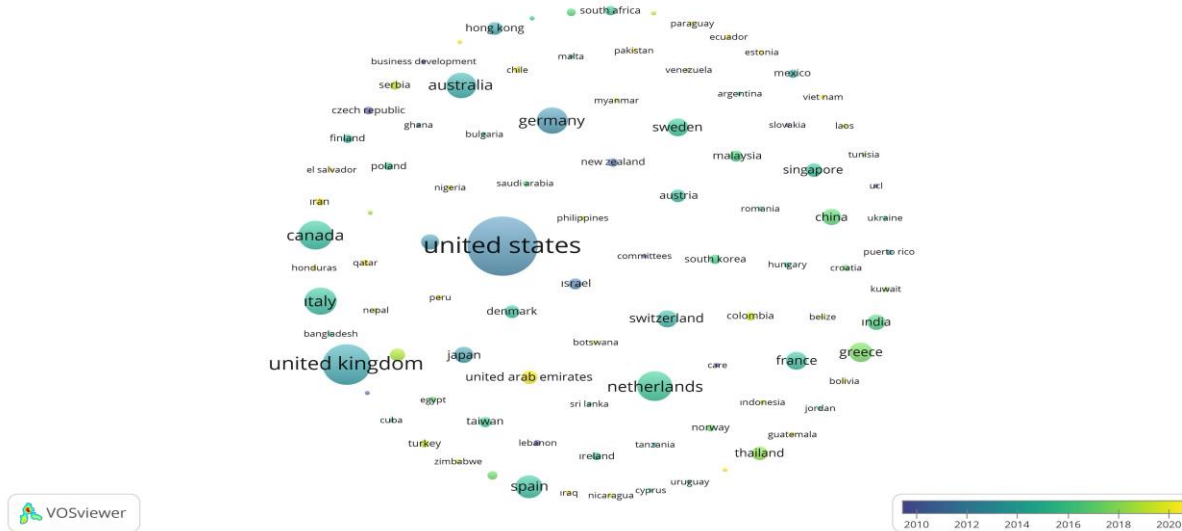 south africa
paraguay
hong kong
ecuador
malta
pakistan
estonia
business development
chile
venezuela
mexico
serbia
australia
argentina
viet nam
myanmar
czech republic
ghana
germany
sweden
slovakia
laos
finland
bulgaria
malaysia
tunisia
poland
new zealand
singapore
el salvador
nigeria
saudi arabia
ucl
austria
iran
romania
philippines
china
ukraine
canada
united states
puerto rico
committees
south korea
honduras
qatar
hungary
croatia
israel
kuwait
italy
peru
nepal
denmark
switzerland
colombia
belize
india
bangladesh
botswana
united kingdom
japan
france
greece
care
united arab emirates
netherlands
bolivia
egypt
sri lanka
indonesia
jordan
cuba
taiwan
norway
guatemala
turkey
lebanon
tanzania
zimbabwe
ireland
thailand
spain
iraq
nicaragua
cyprus
uruguay
VOSviewer
2010 2012 2014 2016 2018 2020